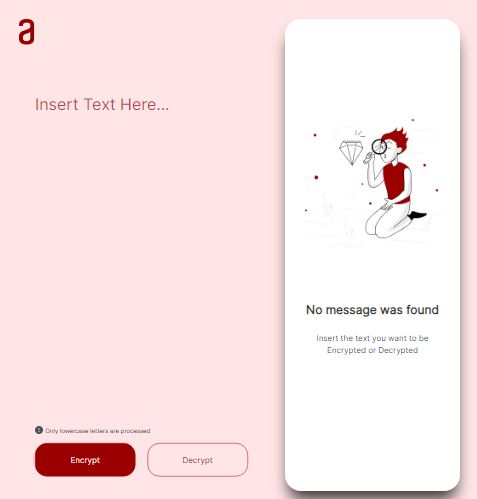 a
Insert Text Here...
No message was found
Insert the text you want to be
Encrypted or Decrypted
Only lowercase letters are processed
Encrypt
Decrypt